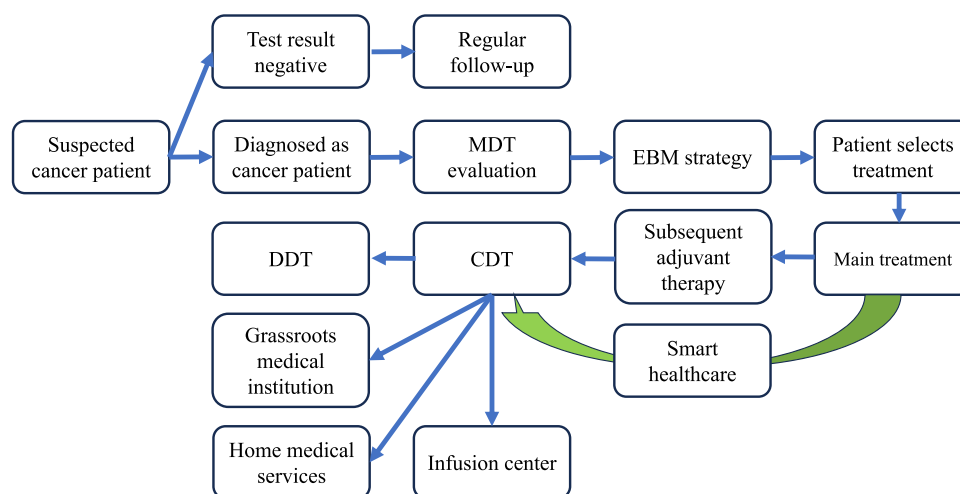 Test result
negative
Regular
follow-up
Suspected
cancer patient
Diagnosed as
cancer patient
MDT
evaluation
EBM strategy
Patient selects
treatment
DDT
CDT
Subsequent
adjuvant
therapy
Main treatment
Grassroots
medical
institution
Smart
healthcare
Home medical
services
Infusion center